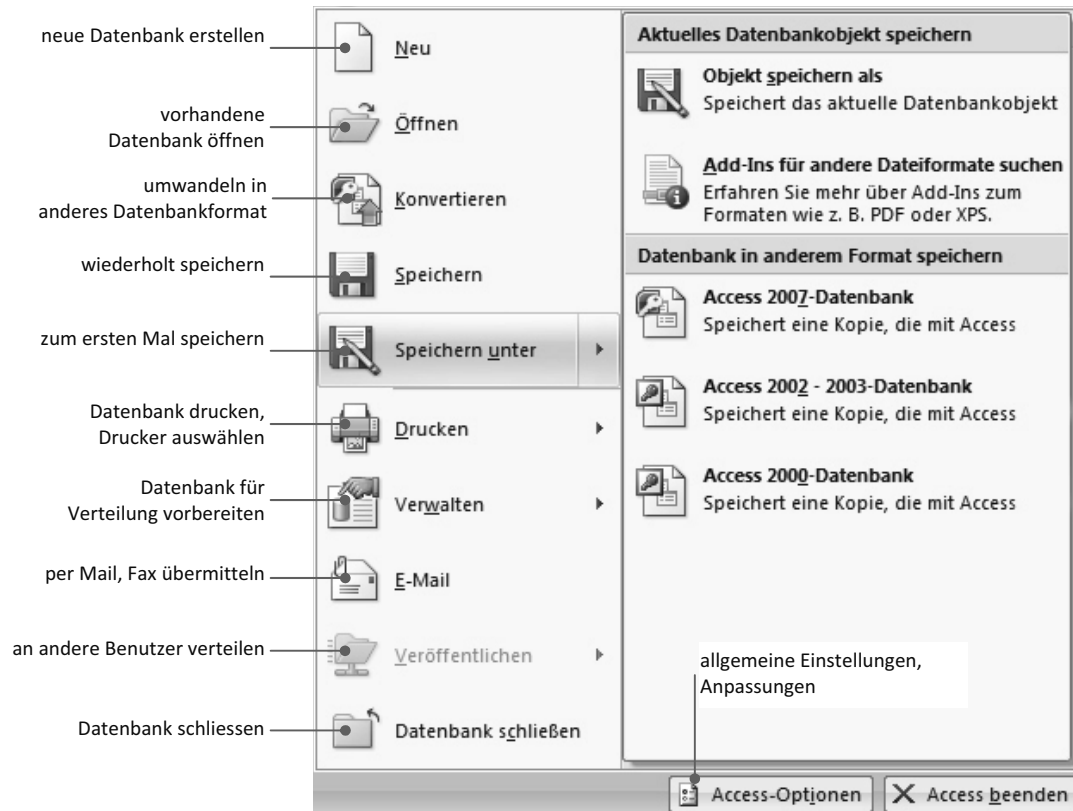 neue Datenbank erstellen
vorhandene
Datenbank öffnen
umwandeln in
anderes Datenbankformat
wiederholt speichern
zum ersten Mal speichern
Datenbank drucken,
Drucker auswählen
Datenbank für
Verteilung vorbereiten
per Mail, Fax übermitteln
an andere Benutzer verteilen
Datenbank schliessen
Neu
Öffnen
Konvertieren
Speichern
Speichern unter
Drucken
Verwalten
E-Mail
Veröffentlichen
Datenbank schließen
Aktuelles Datenbankobjekt speichern
Objekt speichern als
Speichert das aktuelle Datenbankobjekt
Add-Ins für andere Dateiformate suchen
Erfahren Sie mehr über Add-Ins zum
Formaten wie z. B. PDF oder XPS.
Datenbank in anderem Format speichern
Access 2007-Datenbank
Speichert eine Kopie, die mit Access
Access 2002 - 2003-Datenbank
Speichert eine Kopie, die mit Access
Access 2000-Datenbank
Speichert eine Kopie, die mit Access
allgemeine Einstellungen,
Anpassungen
Access-Optionen
Access beenden